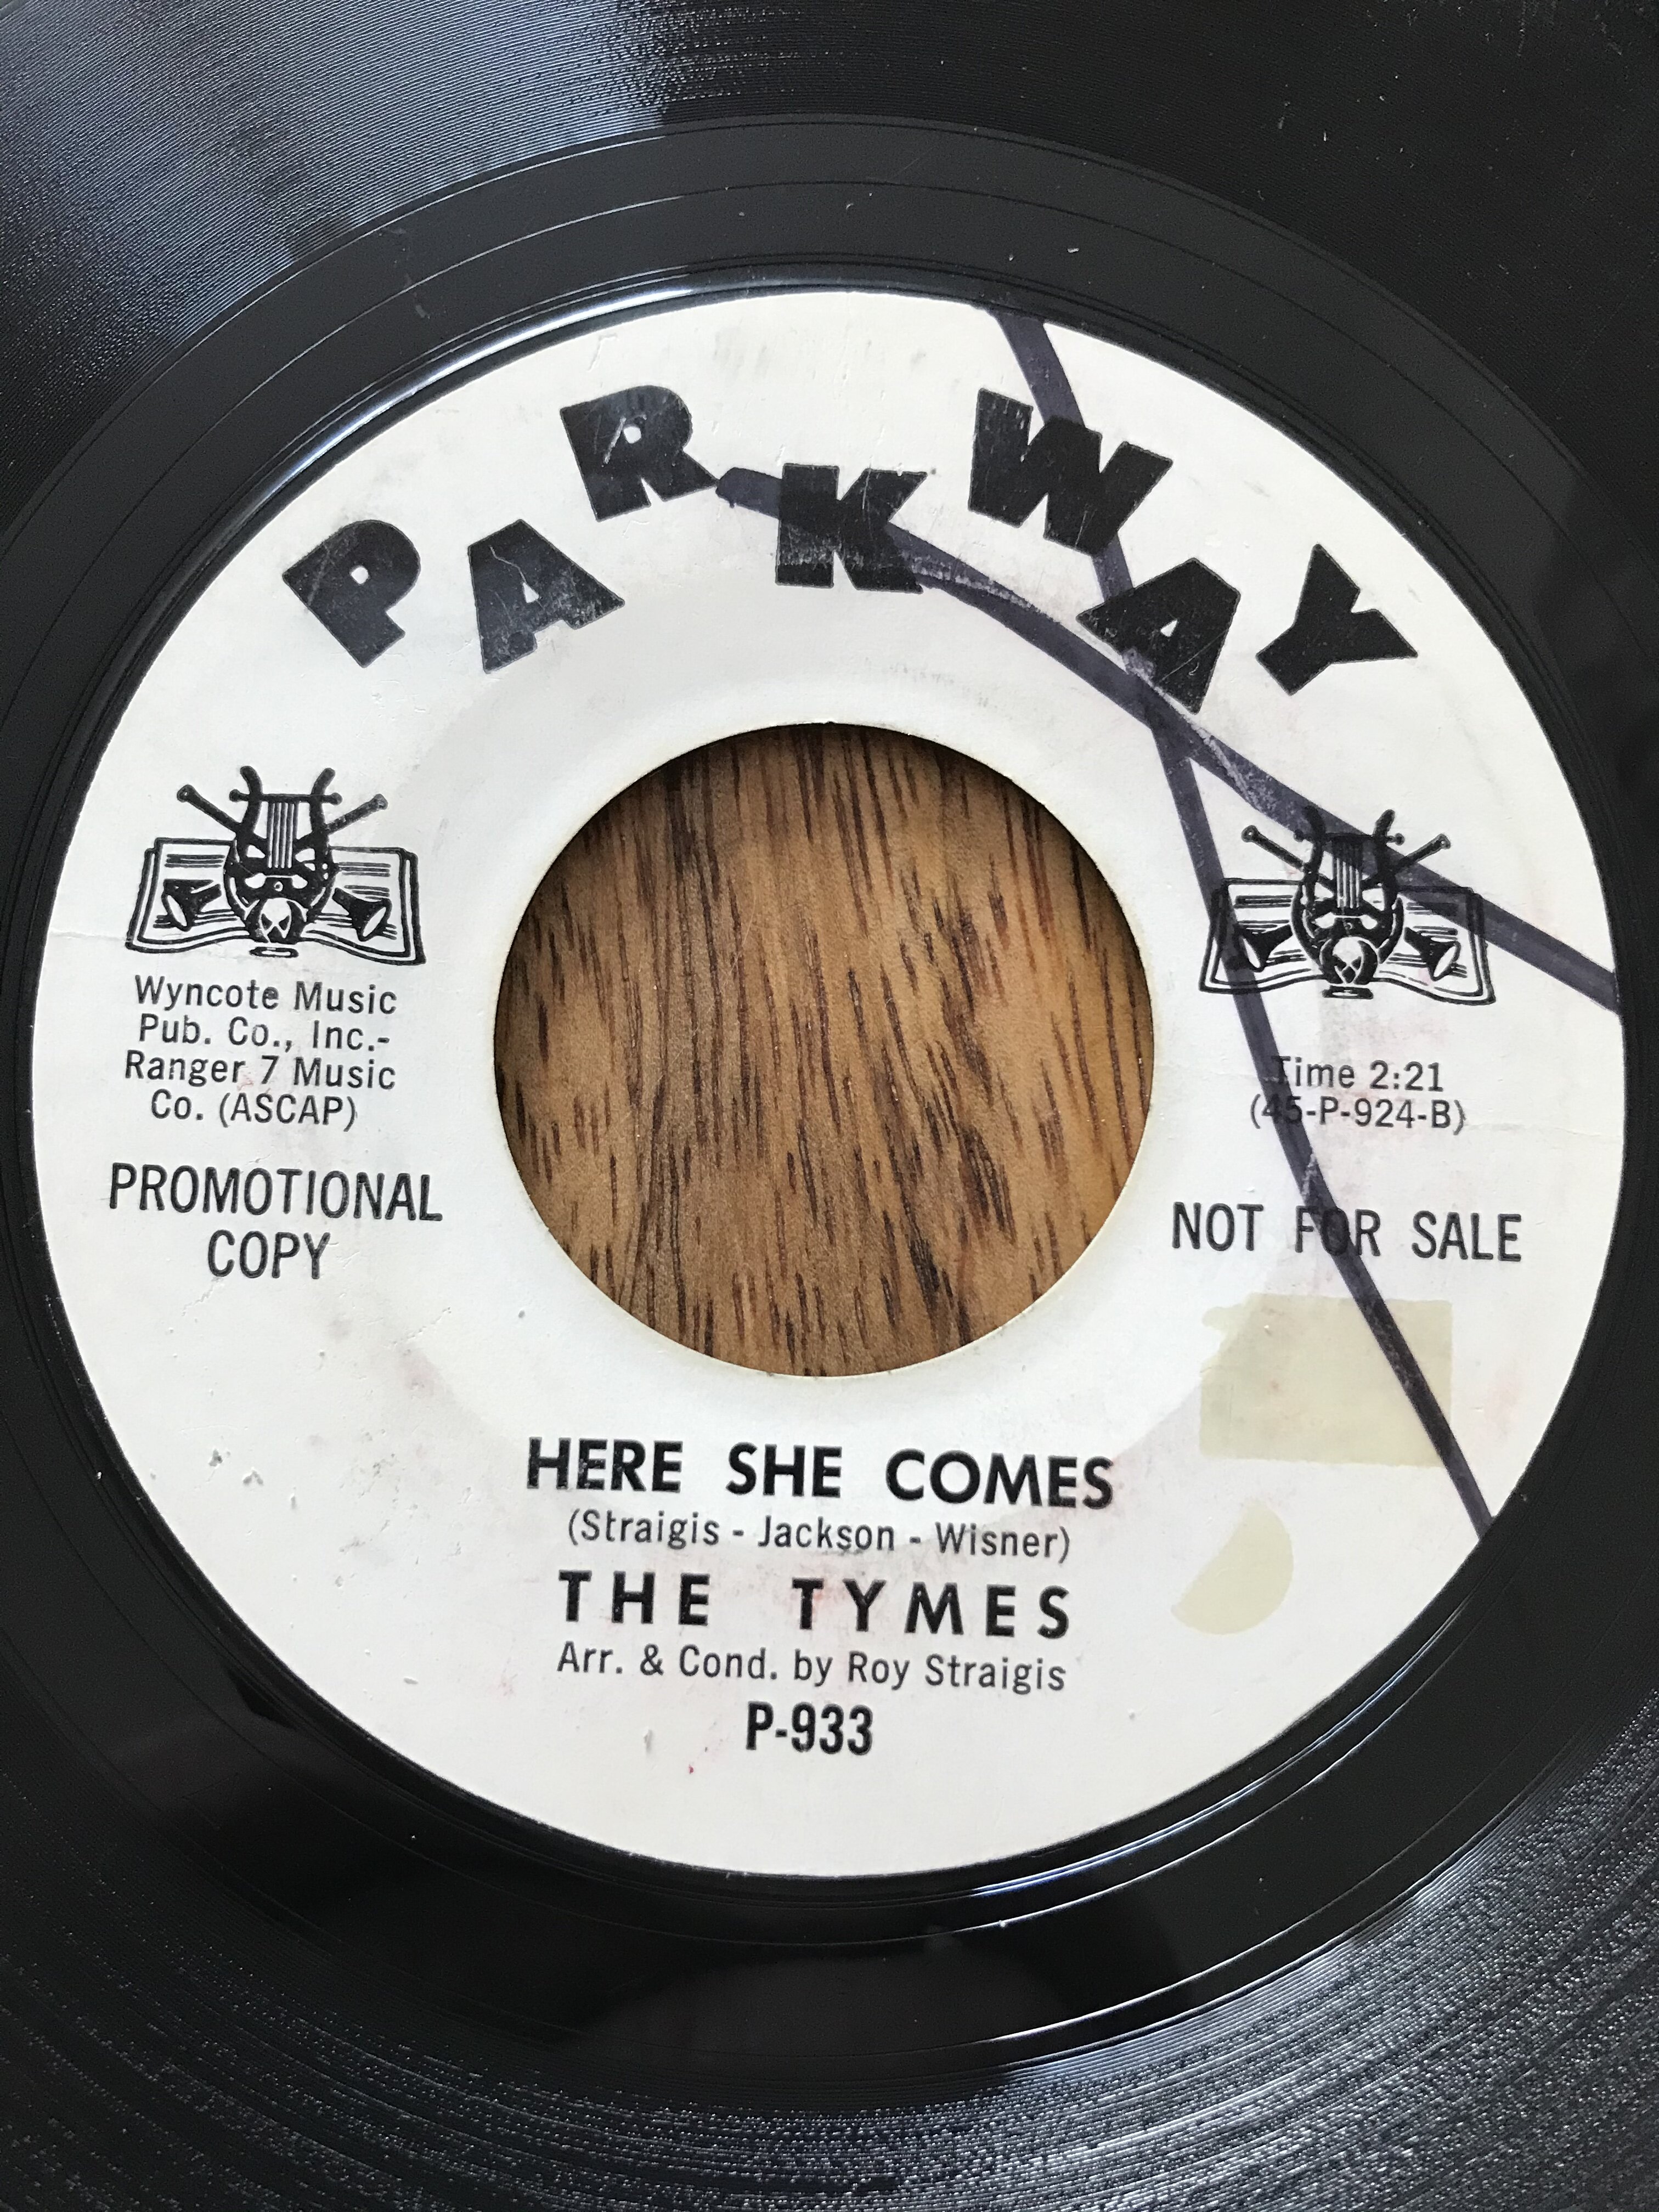 PARKWAY
Wyncote Music
Pub. Co., Inc.-
Ranger 7 Music
Co. (ASCAP)
PROMOTIONAL
COPY
Time 2:21
(45-P-924-B)
NOT FOR SALE
HERE SHE COMES
(Straigis - Jackson - Wisner)
THE TYMES
Arr. & Cond. by Roy Straigis
P-933